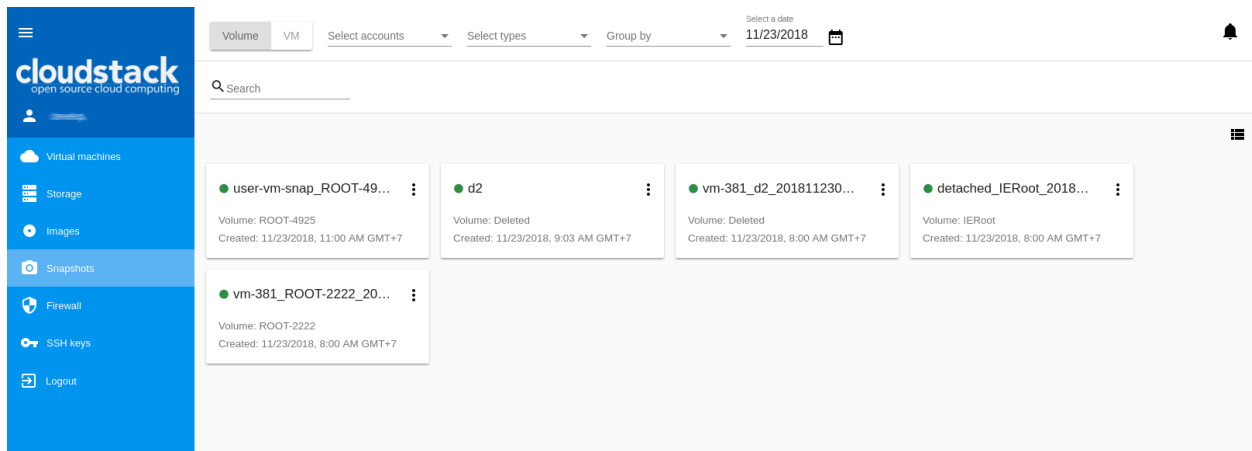 Select a date
Volume VM Select accounts Select types Group by 11/23/2018
cloudstack
open source cloud computing
Search
Virtual machines
Storage
Images
Snapshots
Firewall
SSH keys
Logout
user-vm-snap_ROOT-49...
Volume: ROOT-4925
Created: 11/23/2018, 11:00 AM GMT+7
d2
Volume: Deleted
Created: 11/23/2018, 9:03 AM GMT+7
vm-381_d2_201811230...
Volume: Deleted
Created: 11/23/2018, 8:00 AM GMT+7
detached_IERoot_2018...
Volume: IERoot
Created: 11/23/2018, 8:00 AM GMT+7
vm-381_ROOT-2222_20...
Volume: ROOT-2222
Created: 11/23/2018, 8:00 AM GMT+7